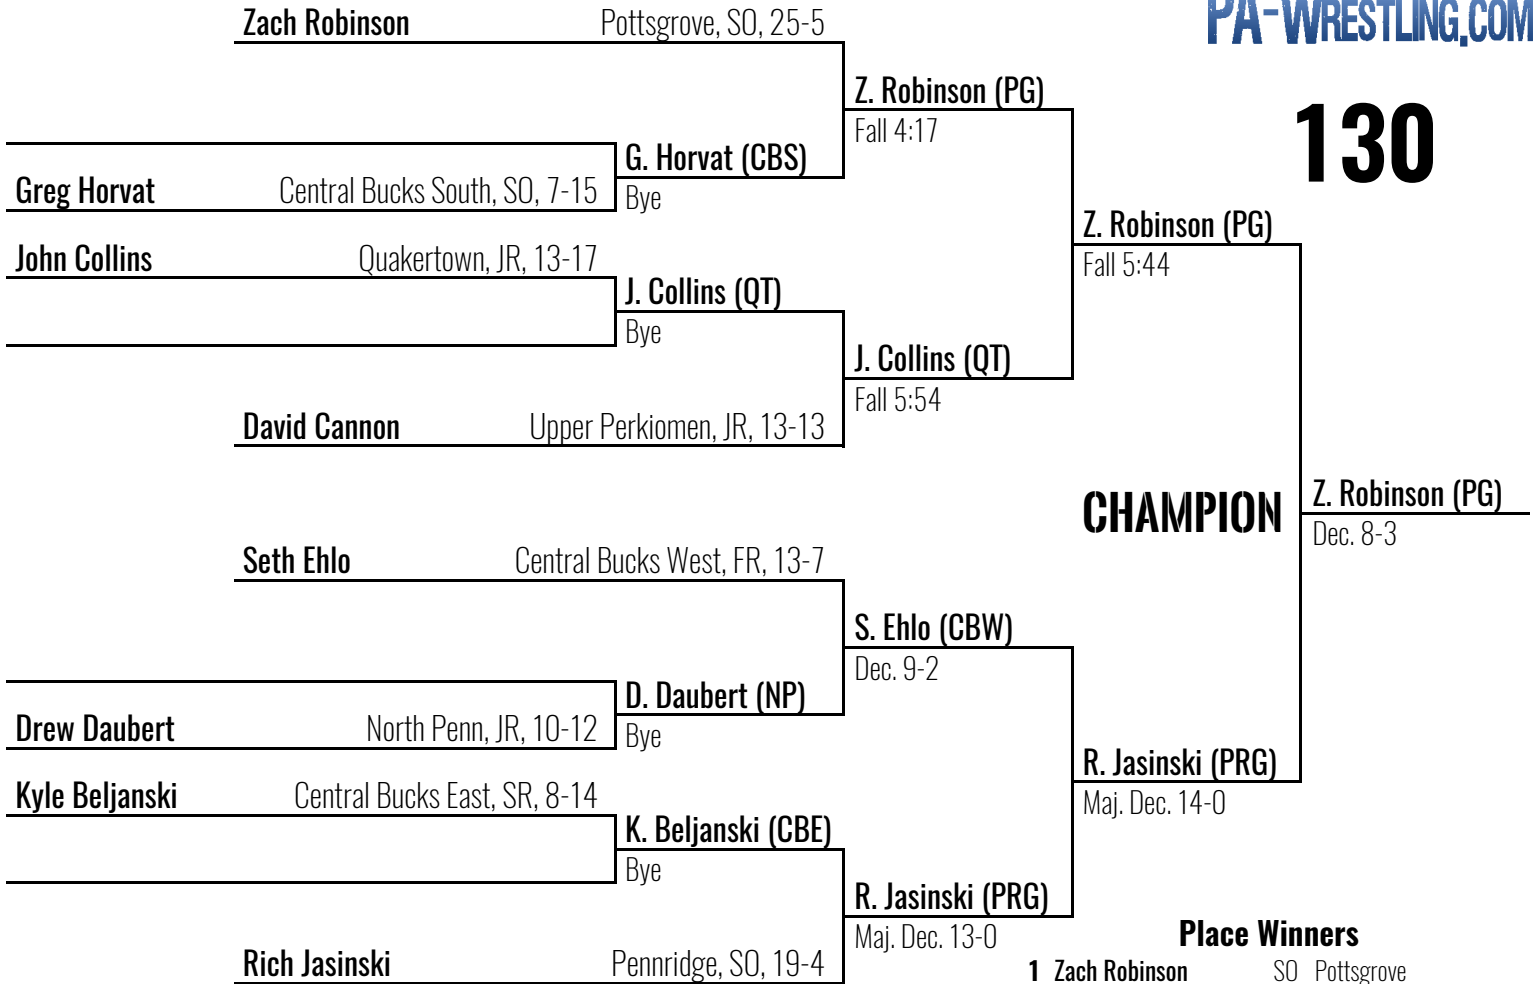 PA-WRESTLING.COM
130
Zach Robinson Pottsgrove, SO, 25-5
Z. Robinson (PG)
Fall 4:17
G. Horvat (CBS)
Bye
Greg Horvat Central Bucks South, SO, 7-15
Z. Robinson (PG)
Fall 5:44
John Collins Quakertown, JR, 13-17
J. Collins (QT)
Bye
J. Collins (QT)
Fall 5:54
David Cannon Upper Perkiomen, JR, 13-13
CHAMPION
Z. Robinson (PG)
Dec. 8-3
Seth Ehlo Central Bucks West, FR, 13-7
S. Ehlo (CBW)
Dec. 9-2
D. Daubert (NP)
Bye
Drew Daubert North Penn, JR, 10-12
R. Jasinski (PRG)
Maj. Dec. 14-0
Kyle Beljanski Central Bucks East, SR, 8-14
K. Beljanski (CBE)
Bye
R. Jasinski (PRG)
Maj. Dec. 13-0
Rich Jasinski Pennridge, SO, 19-4
Place Winners
1 Zach Robinson SO Pottsgrove